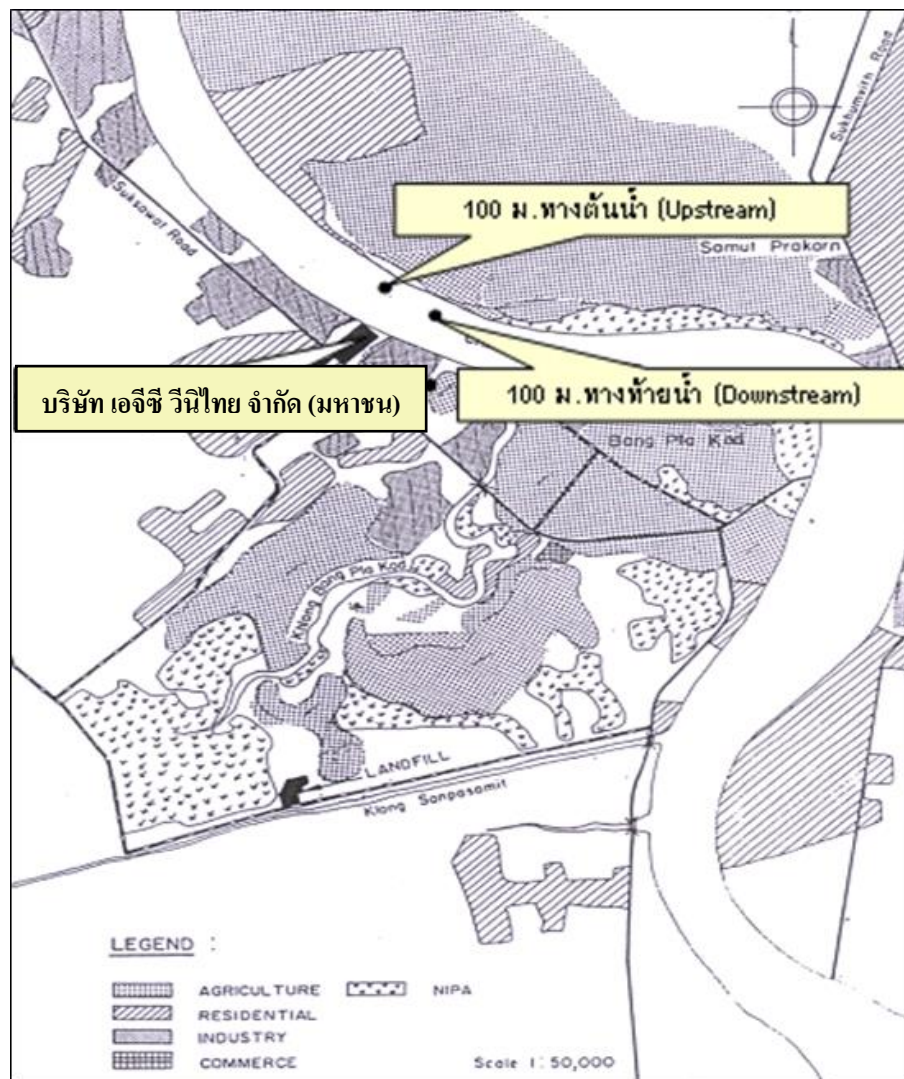 Sukhumvith Road
Suksawat Road
100 ม.ทางต้นน้ำ (Upstream)
Samut Prakorn
บริษัท เอจีซี วีนิไทย จำกัด (มหาชน)
100 ม.ทางท้ายน้ำ (Downstream)
Bang Pla Kad
Khlong Bang Pla Kad
LANDFILL
Klong Sanpasamit
LEGEND :
AGRICULTURE NIPA
RESIDENTIAL
INDUSTRY
COMMERCE Scale 1:50,000